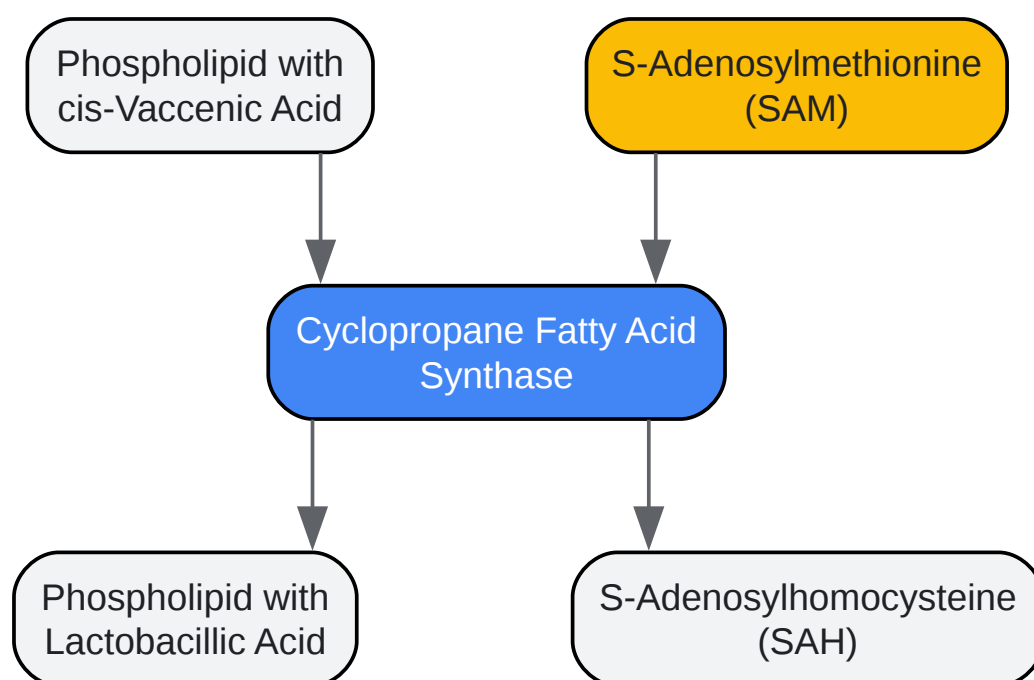 Phospholipid with
cis-Vaccenic Acid
S-Adenosylmethionine
(SAM)
Cyclopropane Fatty Acid
Synthase
Phospholipid with
Lactobacillic Acid
S-Adenosylhomocysteine
(SAH)